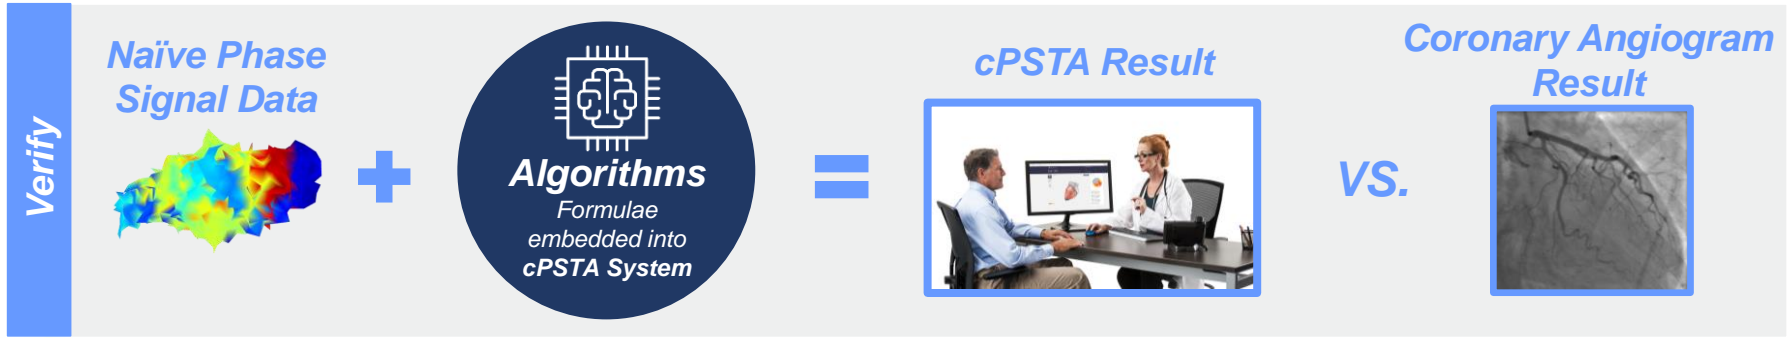 Verify
Naïve Phase
Signal Data
Algorithms
Formulae
embedded into
cPSTA System
cPSTA Result
VS.
Coronary Angiogram
Result